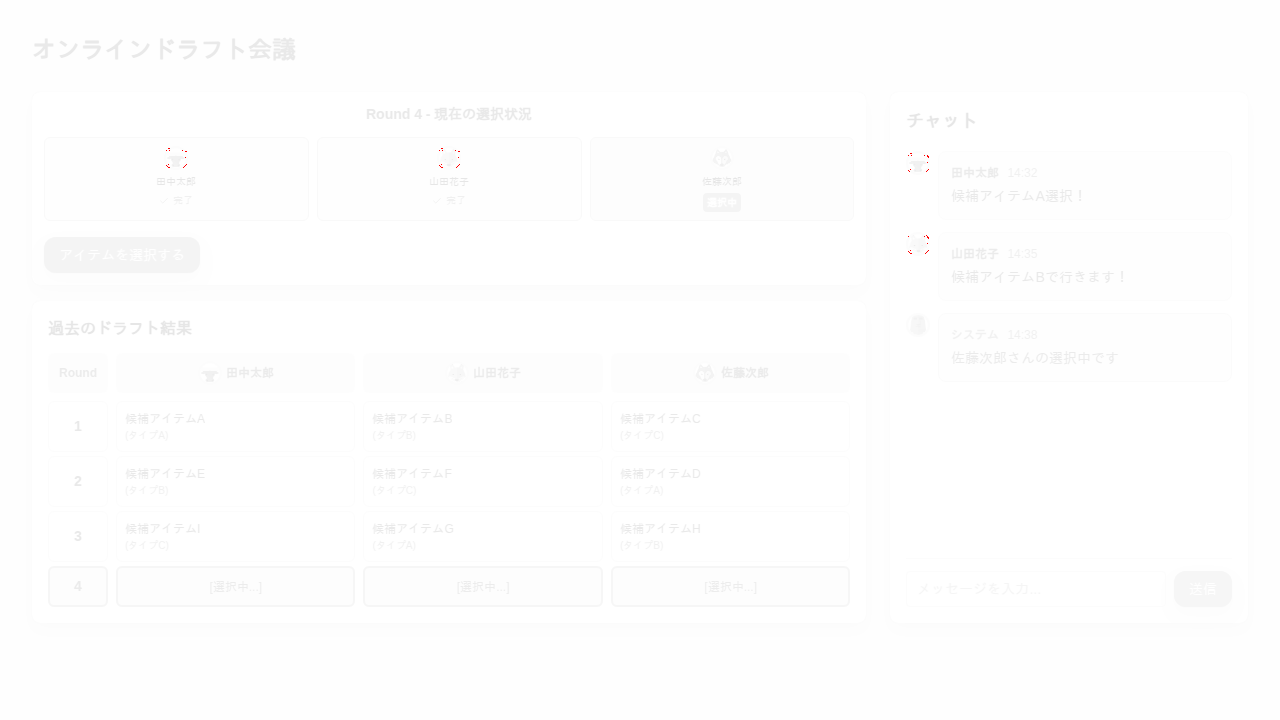 オンラインドラフト会議
Round 4 - 現在の選択状況
田中太郎
✓ 完了
山田花子
✓ 完了
佐藤次郎
選択中
アイテムを選択する
過去のドラフト結果
Round 田中太郎 山田花子 佐藤次郎
1 候補アイテムA 候補アイテムB 候補アイテムC
(タイプA) (タイプB) (タイプC)
2 候補アイテムE 候補アイテムF 候補アイテムD
(タイプB) (タイプC) (タイプA)
3 候補アイテムI 候補アイテムG 候補アイテムH
(タイプC) (タイプA) (タイプB)
4 [選択中...] [選択中...] [選択中...]
チャット
田中太郎 14:32
候補アイテムA選択！
山田花子 14:35
候補アイテムBで行きます！
システム 14:38
佐藤次郎さんの選択中です
メッセージを入力...
送信